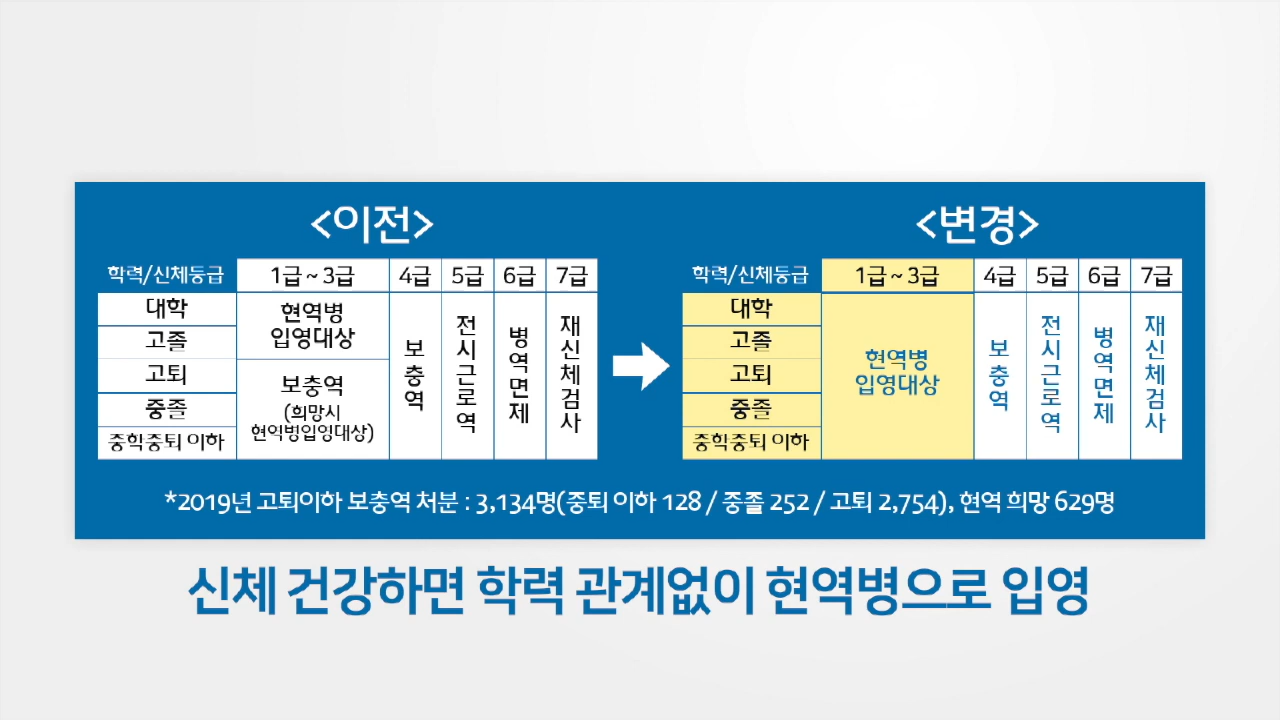 <이전>
<변경>
학력/신체등급 1급 ~ 3급 4급 5급 6급 7급
대학
고졸
고퇴
중졸
중학중퇴 이하
현역병
입영대상
보충역
(희망시
현역병입영대상)
보충역
전시근로역
병역면제
재신체검사
학력/신체등급 1급 ~ 3급 4급 5급 6급 7급
대학
고졸
고퇴
중졸
중학중퇴 이하
현역병
입영대상
보충역
전시근로역
병역면제
재신체검사
*2019년 고퇴이하 보충역 처분 : 3,134명(중퇴 이하 128 / 중졸 252 / 고퇴 2,754), 현역 희망 629명
신체 건강하면 학력 관계없이 현역병으로 입영